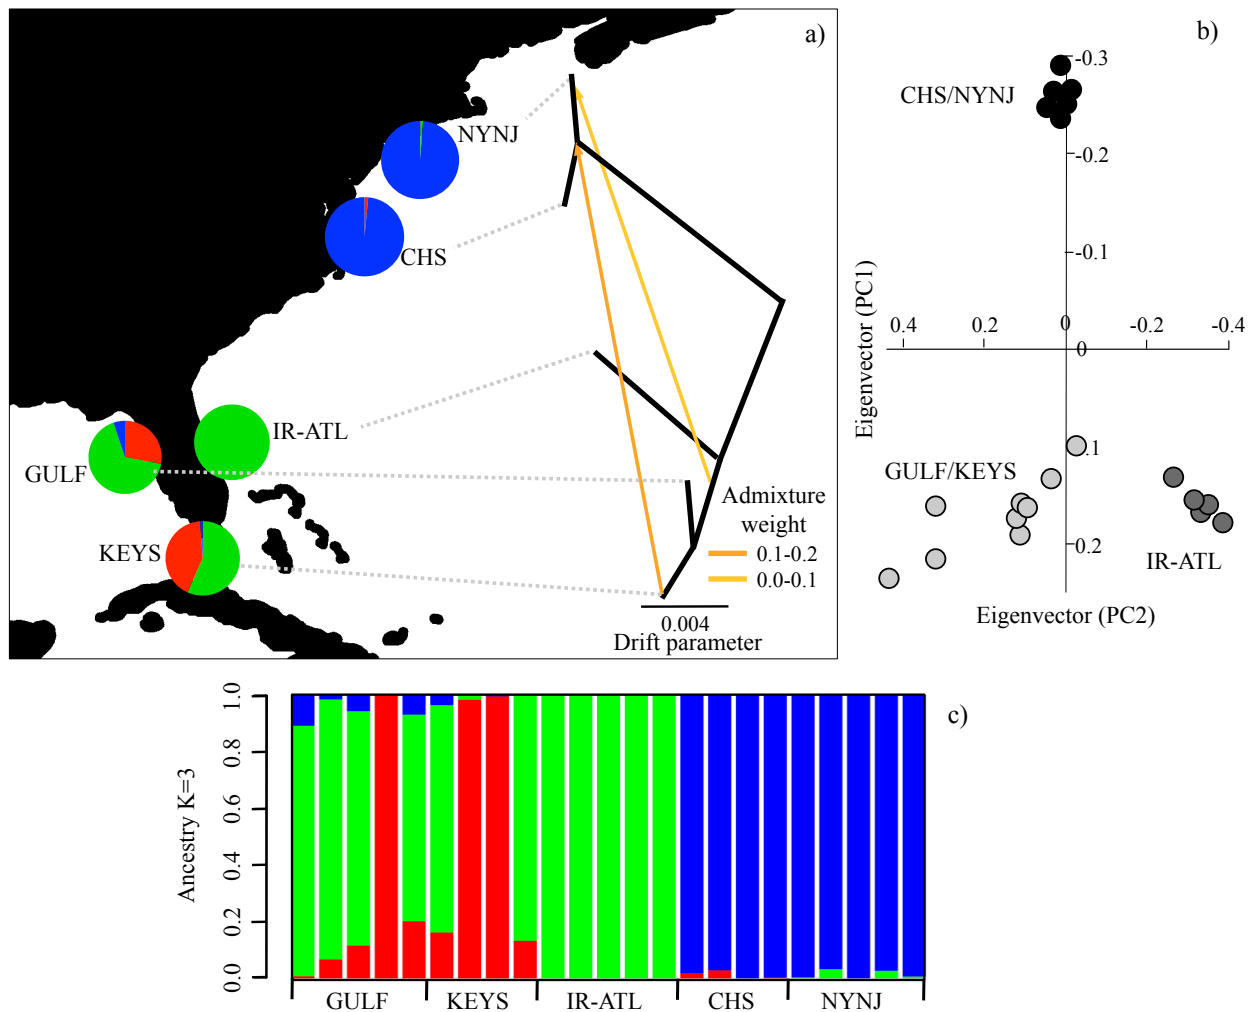 a)
NYNJ
CHS
IR-ATL
GULF
KEYS
Admixture
weight
0.1-0.2
0.0-0.1
0.004
Drift parameter
b)
CHS/NYNJ
-0.3
-0.2
-0.1
0.4
0.2
0
-0.2
-0.4
0
0.1
0.2
Eigenvector (PC1)
GULF/KEYS
IR-ATL
Eigenvector (PC2)
c)
Ancestry K=3
1.0
0.8
0.6
0.4
0.2
0.0
GULF
KEYS
IR-ATL
CHS
NYNJ